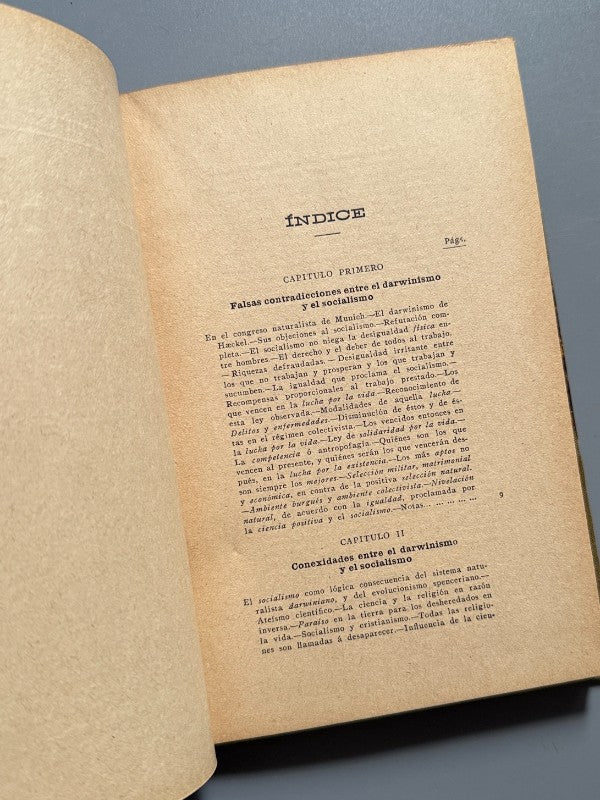 ÍNDICE
Págs.
CAPITULO PRIMERO
Falsas contradicciones entre el darwinismo
y el socialismo
En el congreso naturalista de Munich.—El darwinismo de
Hæckel.—Sus objeciones al socialismo.—Refutación com-
pleta.—El socialismo no niega la desigualdad física en-
tre hombres.—El derecho y el deber de todos al trabajo.
—Riquezas defraudadas.—Desigualdad irritante entre
los que no trabajan y prosperan y los que trabajan y
sucumben.—La igualdad que proclama el socialismo.—
Recompensas proporcionales al trabajo prestado.—Los
que vencen en la lucha por la vida.—Reconocimiento de
esta ley observada.—Modalidades de aquella lucha—
Delitos y enfermedades.—Disminución de éstos y de és-
tas en el régimen colectivista.—Los vencidos entonces en
la lucha por la vida.—Ley de solidaridad por la vida.—
La competencia ó antropofagia.—Quiénes son los que
vencen al presente, y quiénes serán los que vencerán des-
pués, en la lucha por la existencia.—Los más aptos no
son siempre los mejores.—Selección militar, matrimonial
y económica, en contra de la positiva selección natural.
—Ambiente burgués y ambiente colectivista.—Nivelación
natural, de acuerdo con la igualdad, proclamada por
la ciencia positiva y el socialismo.—Notas... ... ... ... ... 9
CAPITULO II
Conexidades entre el darwinismo
y el socialismo
El socialismo como lógica consecuencia del sistema natu-
ralista darwiniano, y del evolucionismo spenceriano.—
Ateísmo científico.—La ciencia y la religión en razón
inversa.—Paraíso en la tierra para los desheredados en
la vida.—Socialismo y cristianismo.—Todas las religio-
nes son llamadas á desaparecer.—Influencia de la cien-